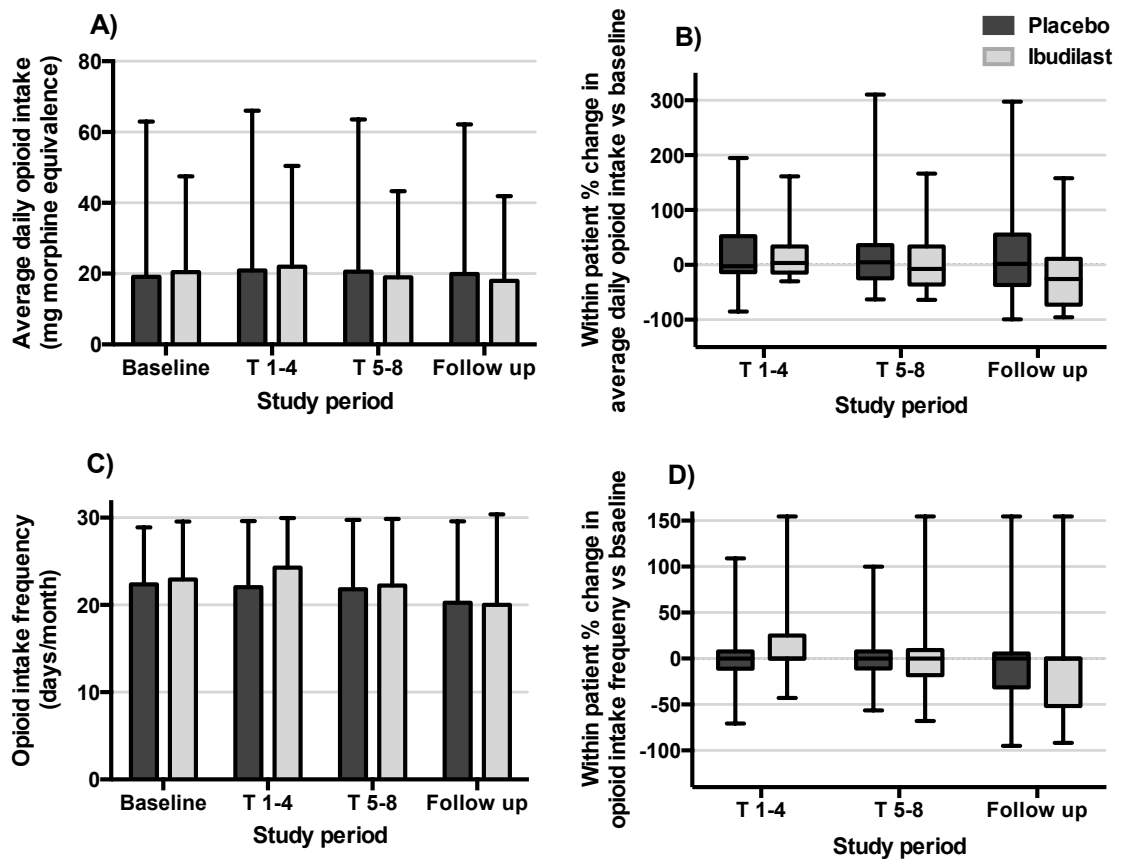 A)
Average daily opioid intake
(mg morphine equivalence)
80
60
40
20
0
Baseline T 1-4 T 5-8 Follow up
Study period
B)
Placebo
Ibudilast
Within patient % change in
average daily opioid intake vs baseline
300
200
100
0
-100
T 1-4 T 5-8 Follow up
Study period
C)
Opioid intake frequency
(days/month)
30
20
10
0
Baseline T 1-4 T 5-8 Follow up
Study period
D)
Within patient % change in
opioid intake frequeny vs bsaeline
150
100
50
0
-50
-100
T 1-4 T 5-8 Follow up
Study period